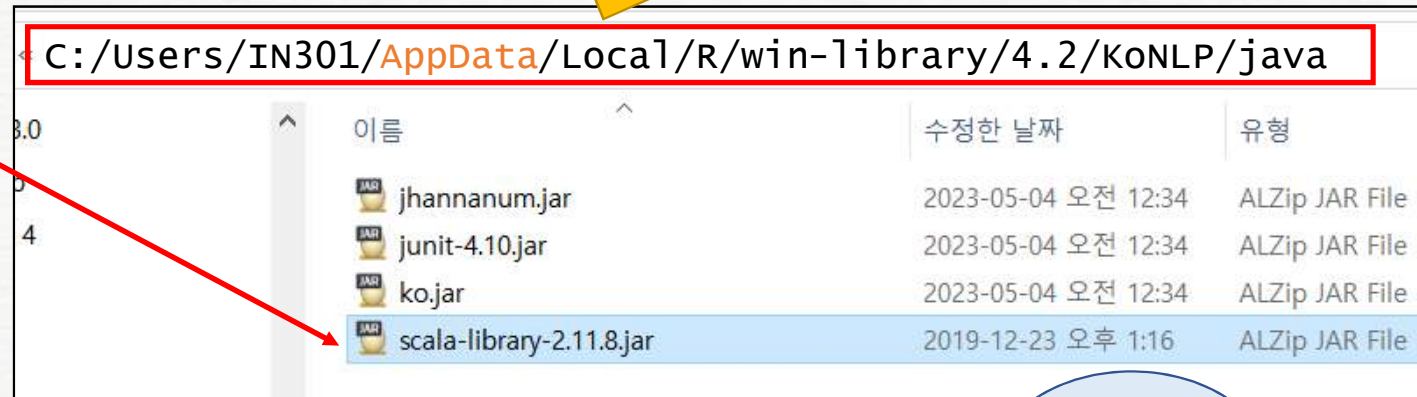 « C:/Users/IN301/AppData/Local/R/win-library/4.2/KoNLP/java
3.0
이름 수정한 날짜 유형
jhannanum.jar 2023-05-04 오전 12:34 ALZip JAR File
4 junit-4.10.jar 2023-05-04 오전 12:34 ALZip JAR File
ko.jar 2023-05-04 오전 12:34 ALZip JAR File
scala-library-2.11.8.jar 2019-12-23 오후 1:16 ALZip JAR File